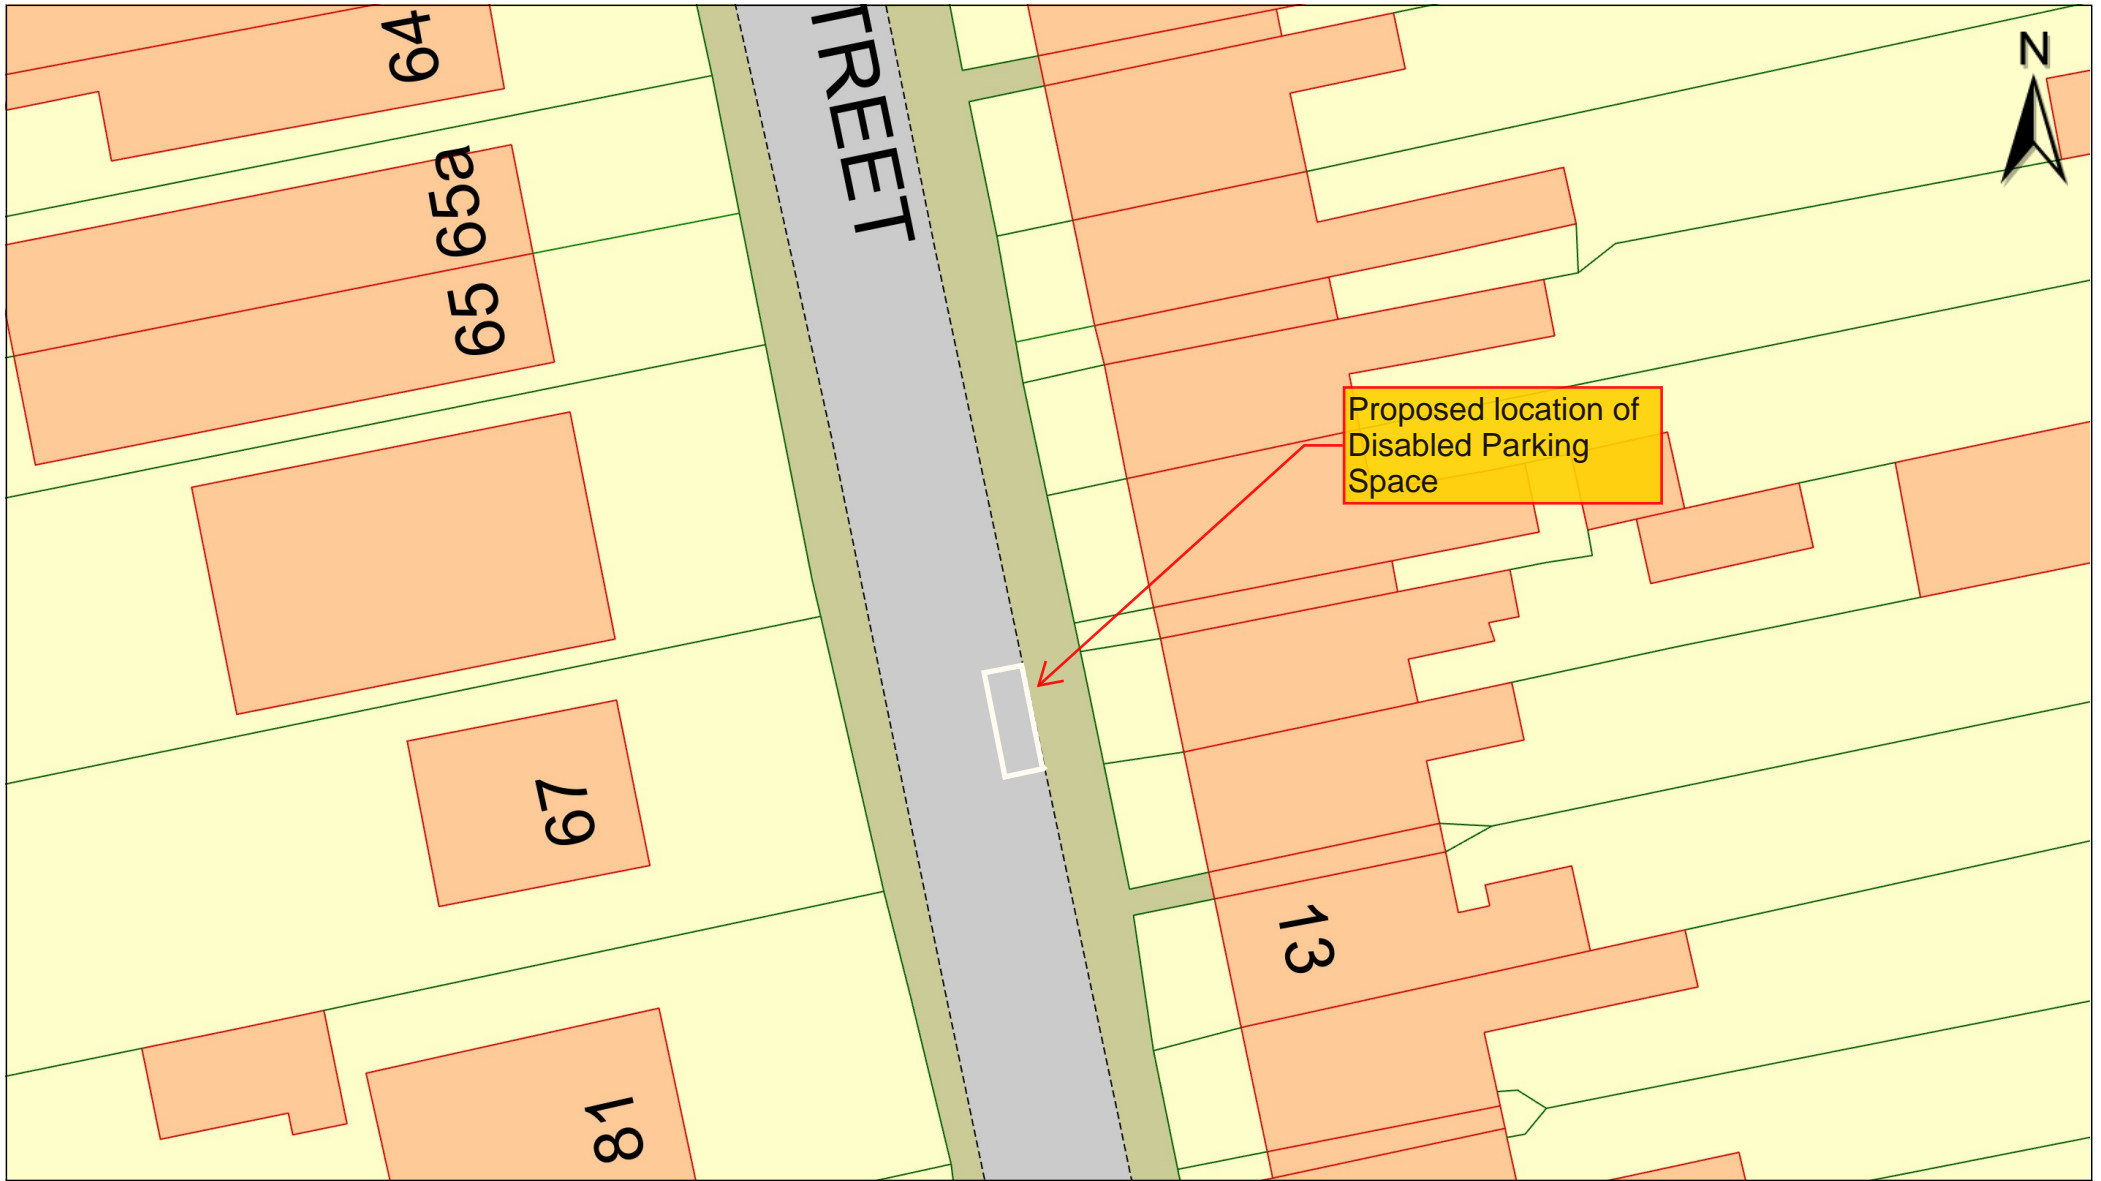 64
TREET
N
65a
65
Proposed location of
Disabled Parking
Space
67
13
81